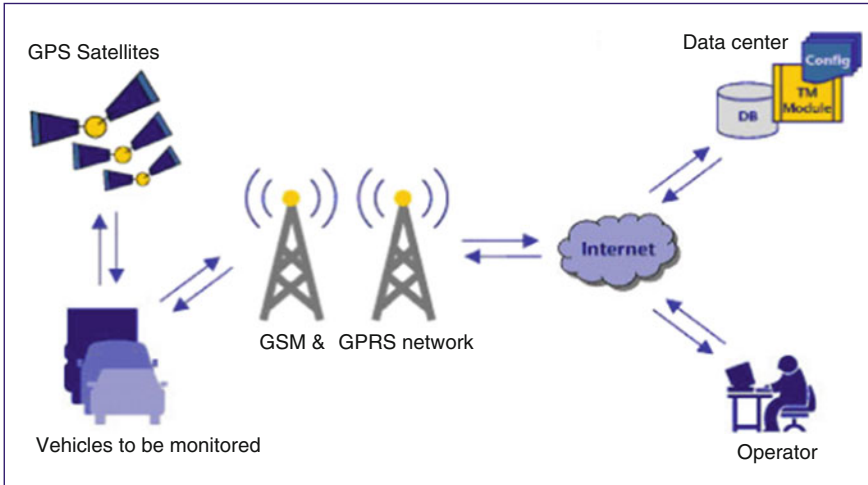 GPS Satellites
Data center
Config
TM
Module
DB
Internet
GSM & GPRS network
Vehicles to be monitored
Operator